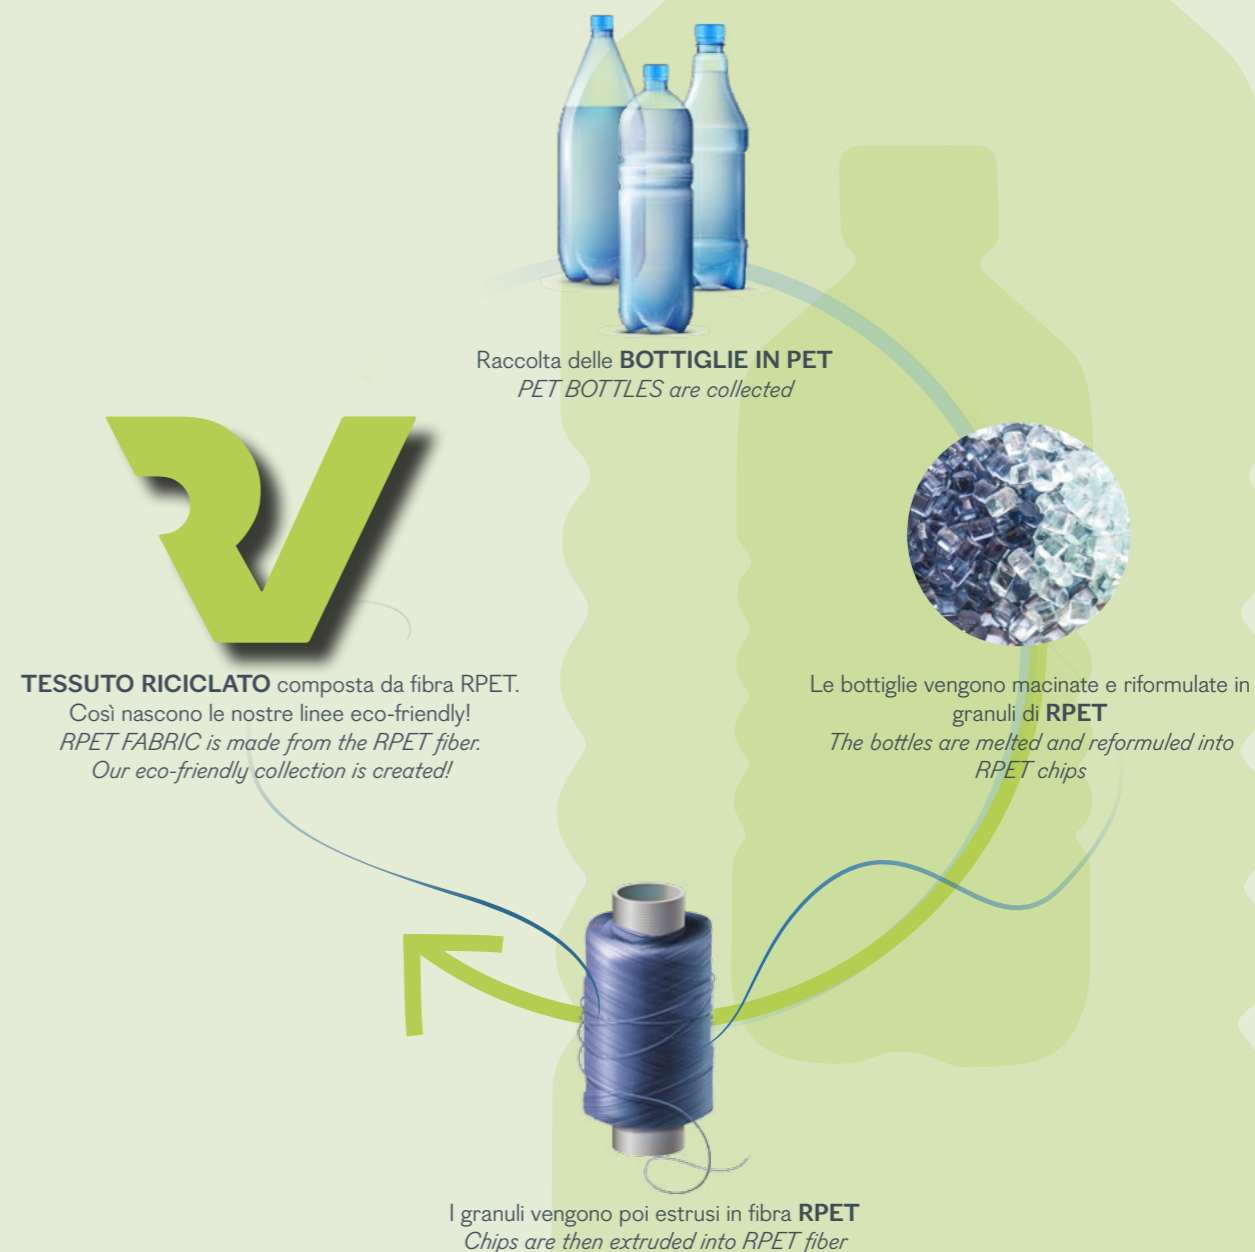 Raccolta delle BOTTIGLIE IN PET
PET BOTTLES are collected
RV
TESSUTO RICICLATO composta da fibra RPET.
Così nascono le nostre linee eco-friendly!
RPET FABRIC is made from the RPET fiber.
Our eco-friendly collection is created!
Le bottiglie vengono macinate e riformulate in
granuli di RPET
The bottles are melted and reformuled into
RPET chips
I granuli vengono poi estrusi in fibra RPET
Chips are then extruded into RPET fiber